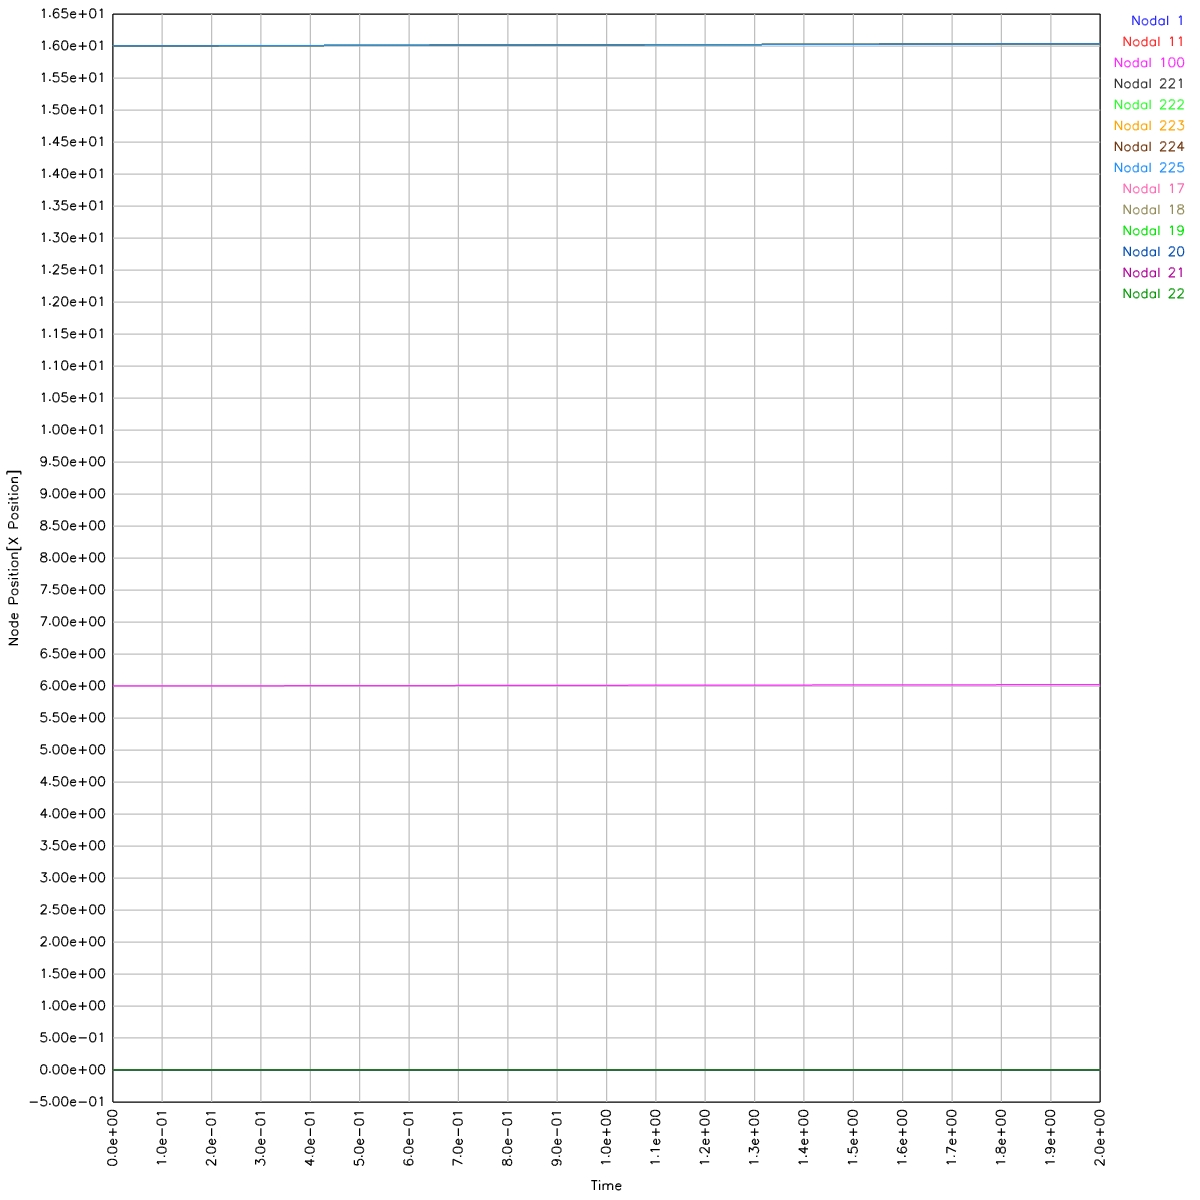 1.65e+01
1.60e+01
1.55e+01
1.50e+01
1.45e+01
1.40e+01
1.35e+01
1.30e+01
1.25e+01
1.20e+01
1.15e+01
1.10e+01
1.05e+01
1.00e+01
9.50e+00
9.00e+00
8.50e+00
8.00e+00
7.50e+00
7.00e+00
6.50e+00
6.00e+00
5.50e+00
5.00e+00
4.50e+00
4.00e+00
3.50e+00
3.00e+00
2.50e+00
2.00e+00
1.50e+00
1.00e+00
5.00e-01
0.00e+00
-5.00e-01
Node Position[X Position]
0.0e+00
1.0e-01
2.0e-01
3.0e-01
4.0e-01
5.0e-01
6.0e-01
7.0e-01
8.0e-01
9.0e-01
1.0e+00
1.1e+00
1.2e+00
1.3e+00
1.4e+00
1.5e+00
1.6e+00
1.7e+00
1.8e+00
1.9e+00
2.0e+00
Time
Nodal 1
Nodal 11
Nodal 100
Nodal 221
Nodal 222
Nodal 223
Nodal 224
Nodal 225
Nodal 17
Nodal 18
Nodal 19
Nodal 20
Nodal 21
Nodal 22